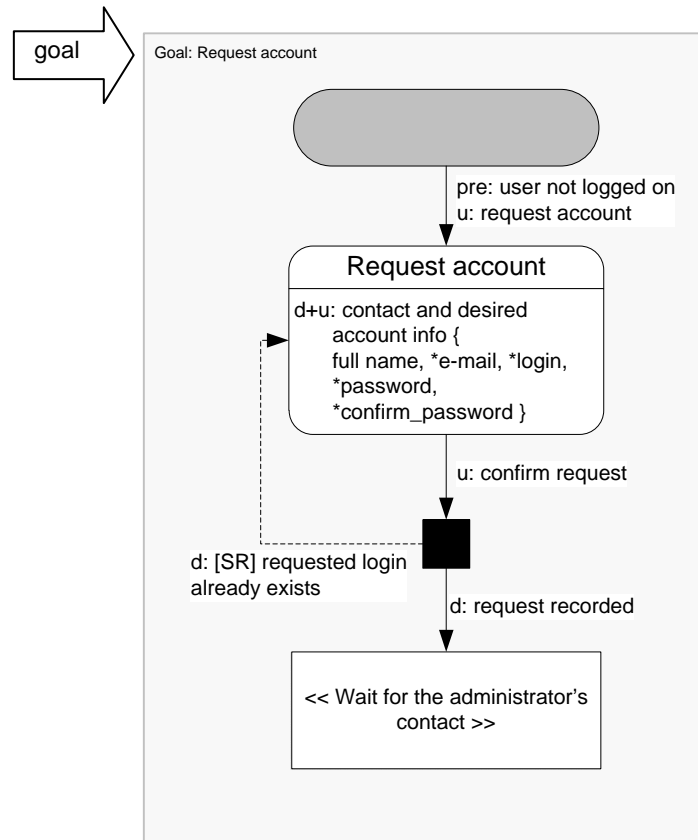 goal
Goal: Request account
pre: user not logged on
u: request account
Request account
d+u: contact and desired
account info {
full name, *e-mail, *login,
*password,
*confirm_password }
u: confirm request
d: [SR] requested login
already exists
d: request recorded
<< Wait for the administrator's
contact >>